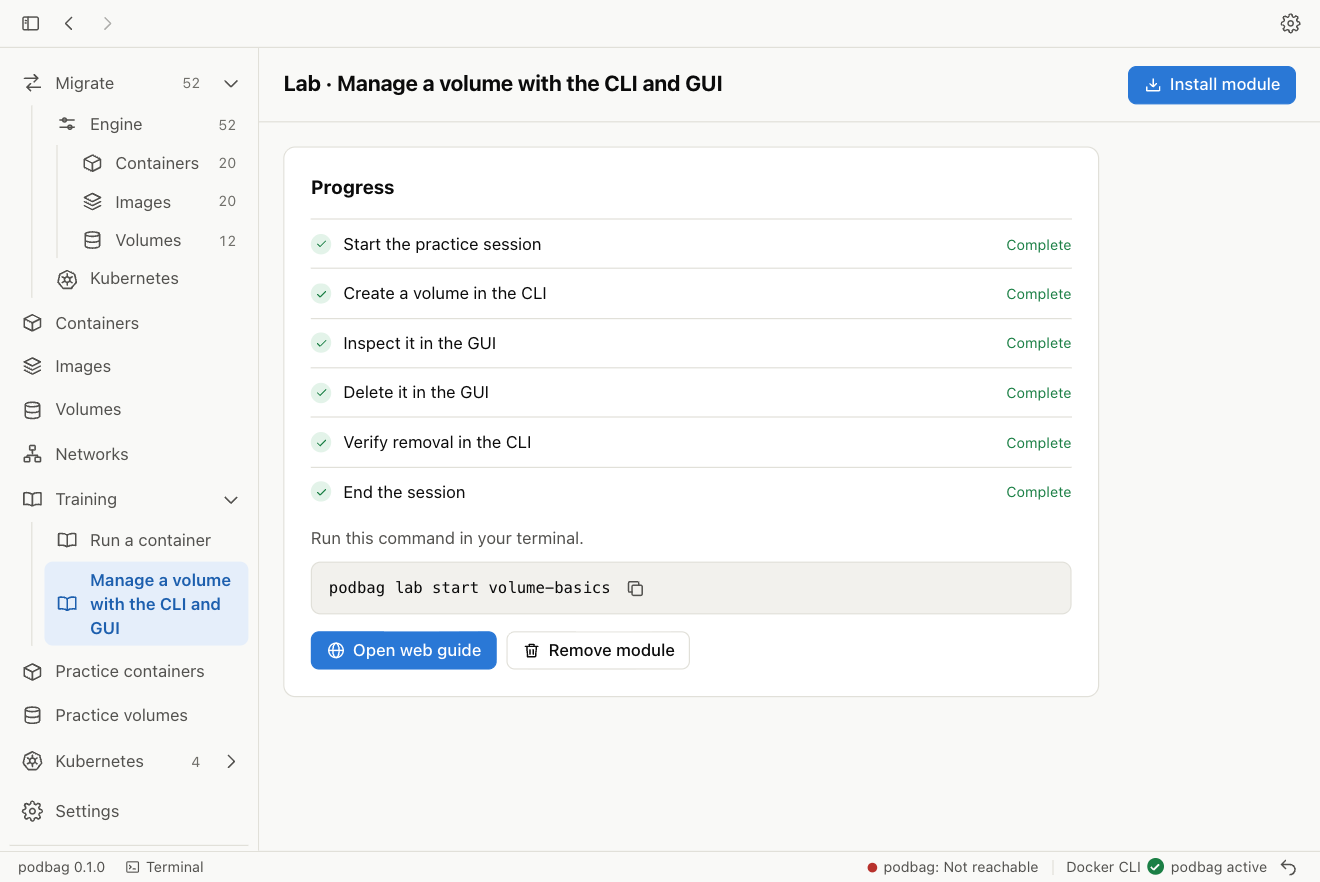 Migrate 52
Engine 52
Containers 20
Images 20
Volumes 12
Kubernetes
Containers
Images
Volumes
Networks
Training
Run a container
Manage a volume
with the CLI and
GUI
Practice containers
Practice volumes
Kubernetes 4
Settings
Lab · Manage a volume with the CLI and GUI
Install module
Progress
Start the practice session Complete
Create a volume in the CLI Complete
Inspect it in the GUI Complete
Delete it in the GUI Complete
Verify removal in the CLI Complete
End the session Complete
Run this command in your terminal.
podbag lab start volume-basics
Open web guide Remove module
podbag 0.1.0 Terminal podbag: Not reachable Docker CLI podbag active